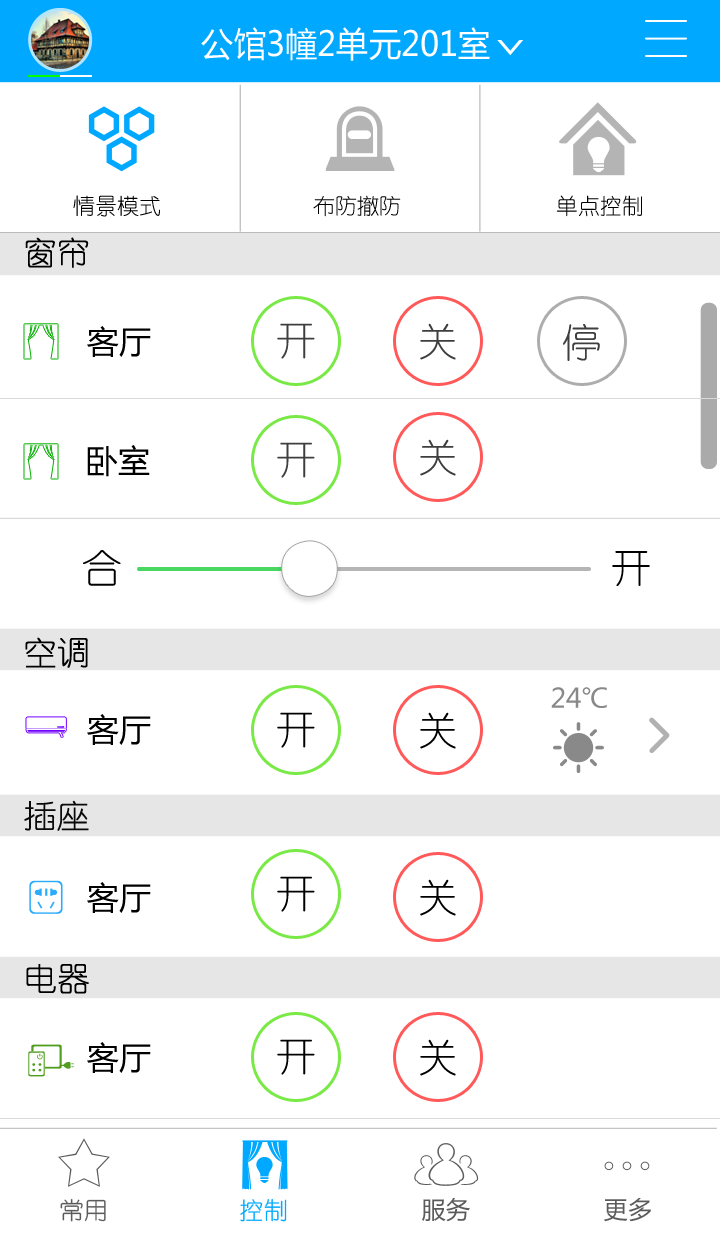 公馆3幢2单元201室
情景模式 布防撤防 单点控制
窗帘
客厅 开 关 停
卧室 开 关
合 开
空调
24℃
客厅 开 关
插座
客厅 开 关
电器
客厅 开 关
常用 控制 服务 更多